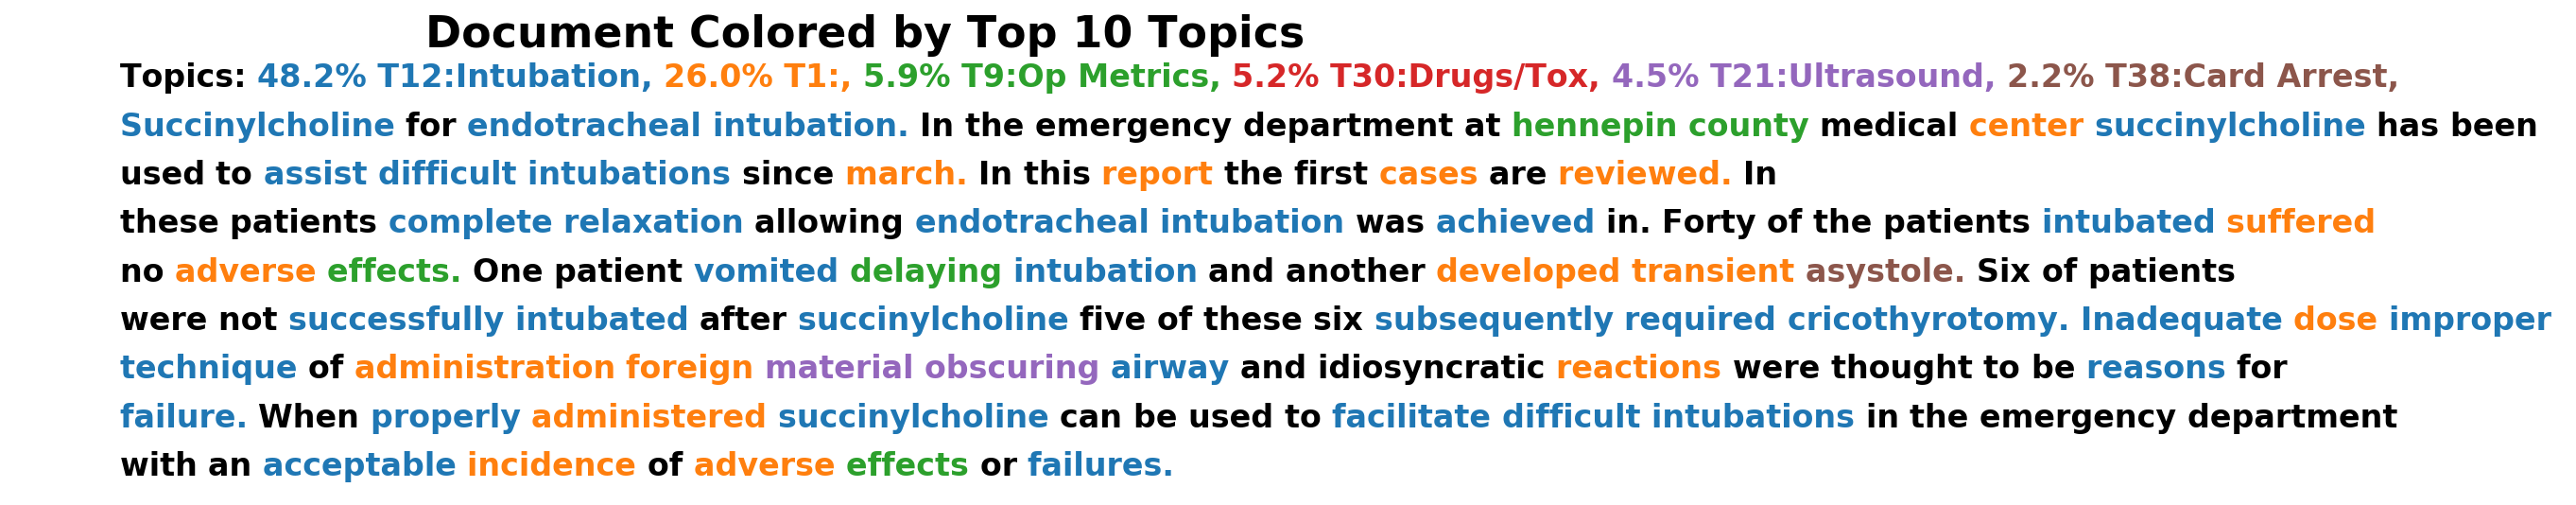 Document Colored by Top 10 Topics
Topics: 48.2% T12:Intubation, 26.0% T1:, 5.9% T9:Op Metrics, 5.2% T30:Drugs/Tox, 4.5% T21:Ultrasound, 2.2% T38:Card Arrest,
Succinylcholine for endotracheal intubation. In the emergency department at hennepin county medical center succinylcholine has been
used to assist difficult intubations since march. In this report the first cases are reviewed. In
these patients complete relaxation allowing endotracheal intubation was achieved in. Forty of the patients intubated suffered
no adverse effects. One patient vomited delaying intubation and another developed transient asystole. Six of patients
were not successfully intubated after succinylcholine five of these six subsequently required cricothyrotomy. Inadequate dose improper
technique of administration foreign material obscuring airway and idiosyncratic reactions were thought to be reasons for
failure. When properly administered succinylcholine can be used to facilitate difficult intubations in the emergency department
with an acceptable incidence of adverse effects or failures.